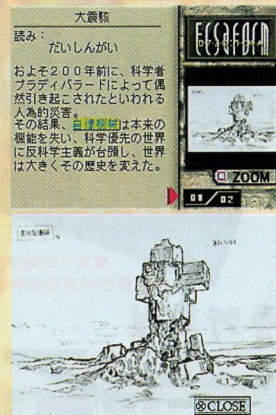 大震骸
読み：
だいしんがい
およそ２００年前に、科学者
ブラディバラードによって偶
然引き起こされたといわれる
人為的災害。
その結果、自律機械は本来の
機能を失い、科学優先の世界
に反科学主義が台頭し、世界
は大きくその歴史を変えた。
ZOOM
01/02
⊗CLOSE